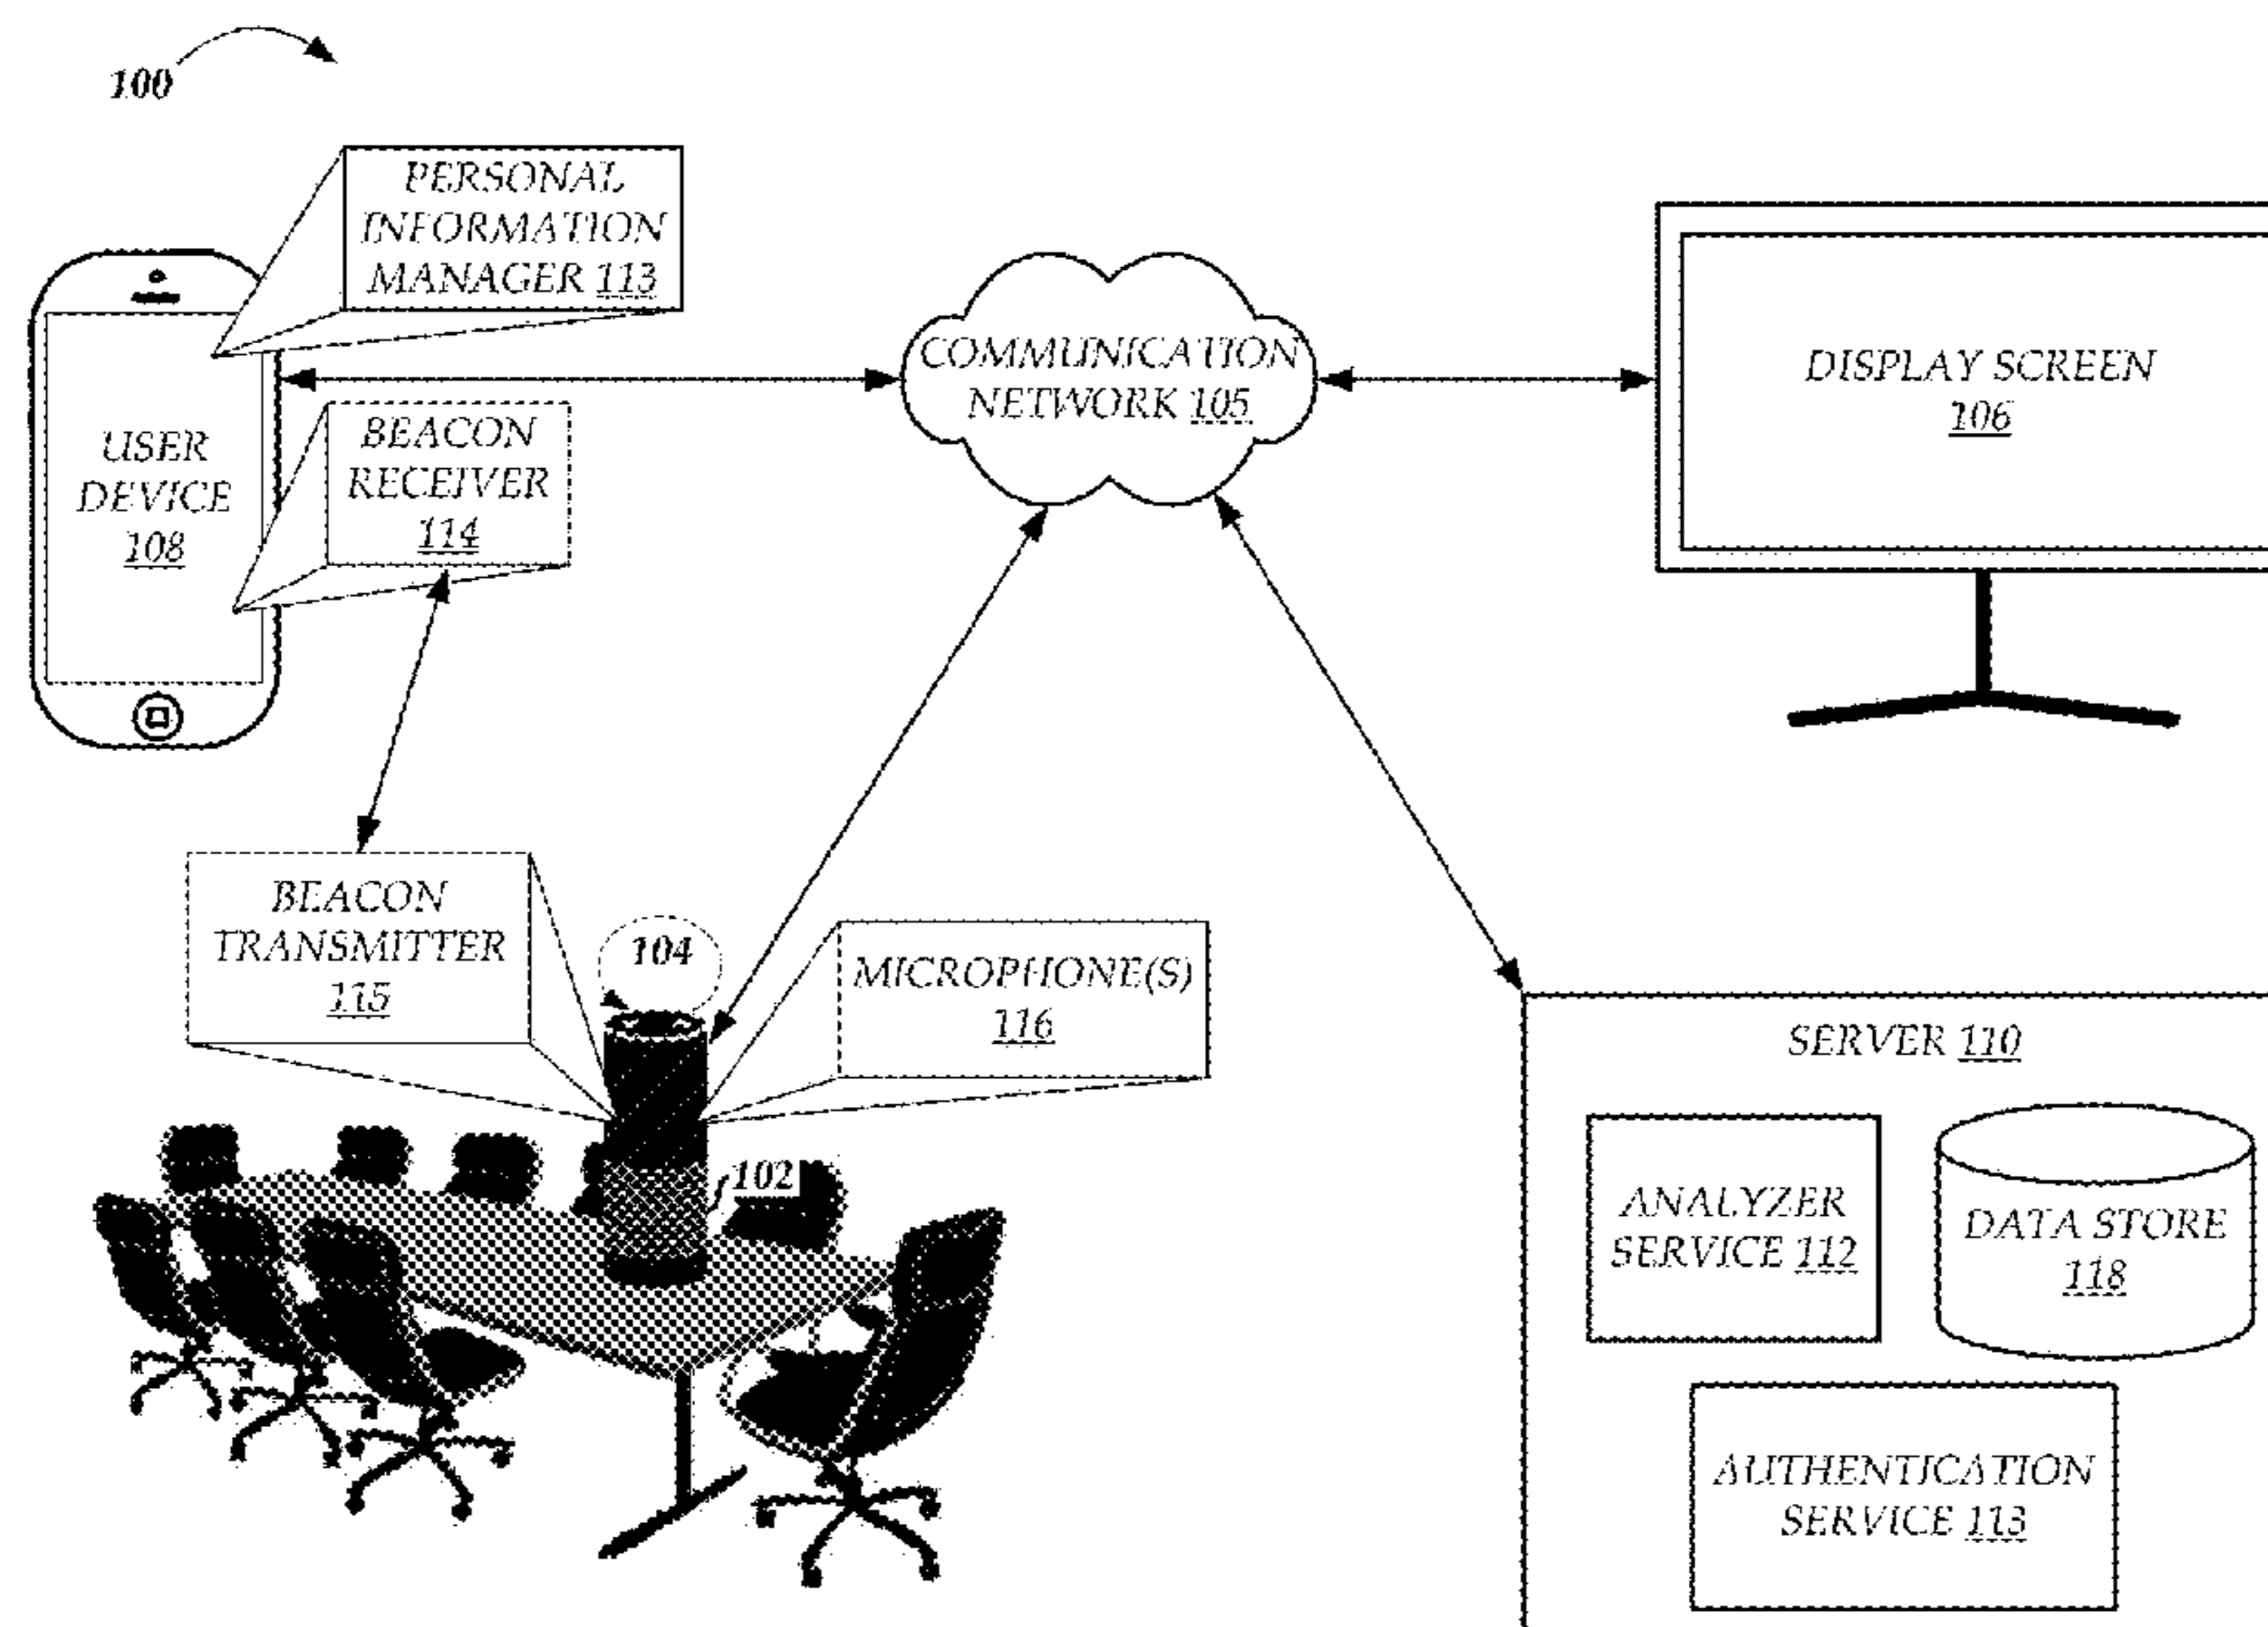 100
PERSONAL
INFORMATION
MANAGER 113
USER
DEVICE
108
BEACON
RECEIVER
114
COMMUNICATION
NETWORK 105
DISPLAY SCREEN
106
BEACON
TRANSMITTER
115
104
MICROPHONE(S)
116
102
SERVER 110
ANALYZER
SERVICE 112
DATA STORE
118
AUTHENTICATION
SERVICE 113